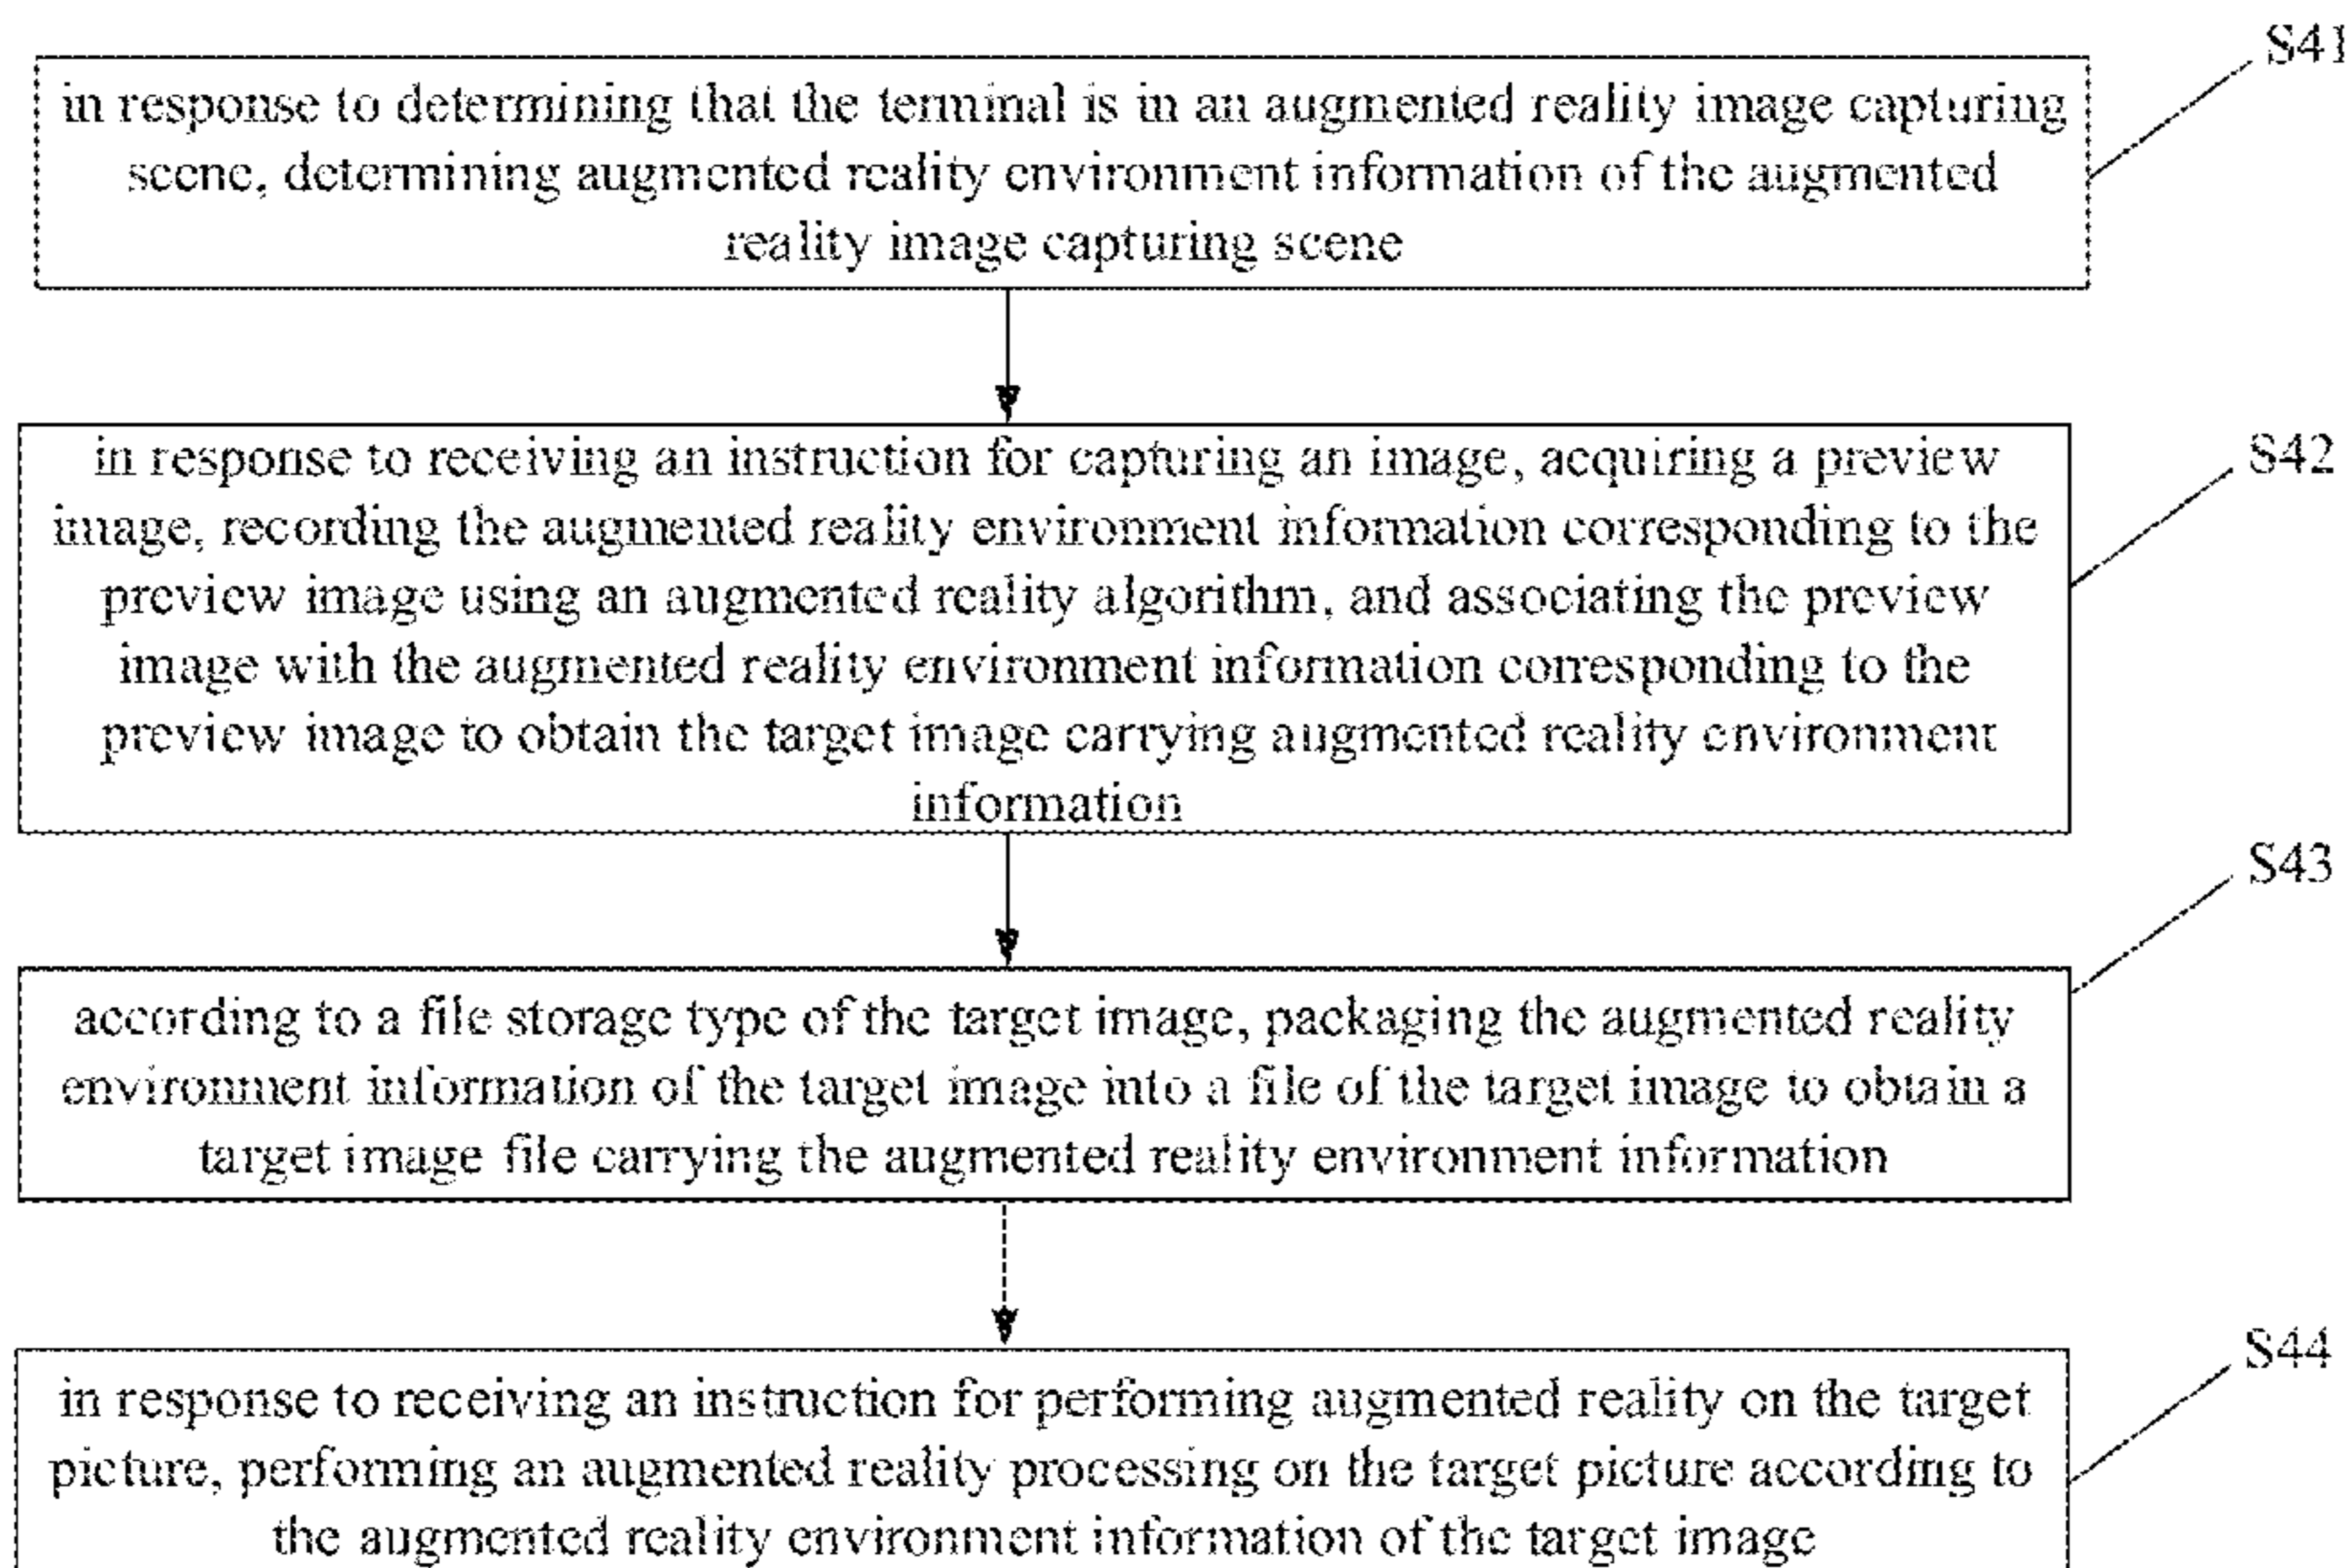 S41
in response to determining that the terminal is in an augmented reality image capturing
scene, determining augmented reality environment information of the augmented
reality image capturing scene
S42
in response to receiving an instruction for capturing an image, acquiring a preview
image, recording the augmented reality environment information corresponding to the
preview image using an augmented reality algorithm, and associating the preview
image with the augmented reality environment information corresponding to the
preview image to obtain the target image carrying augmented reality environment
information
S43
according to a file storage type of the target image, packaging the augmented reality
environment information of the target image into a file of the target image to obtain a
target image file carrying the augmented reality environment information
S44
in response to receiving an instruction for performing augmented reality on the target
picture, performing an augmented reality processing on the target picture according to
the augmented reality environment information of the target image